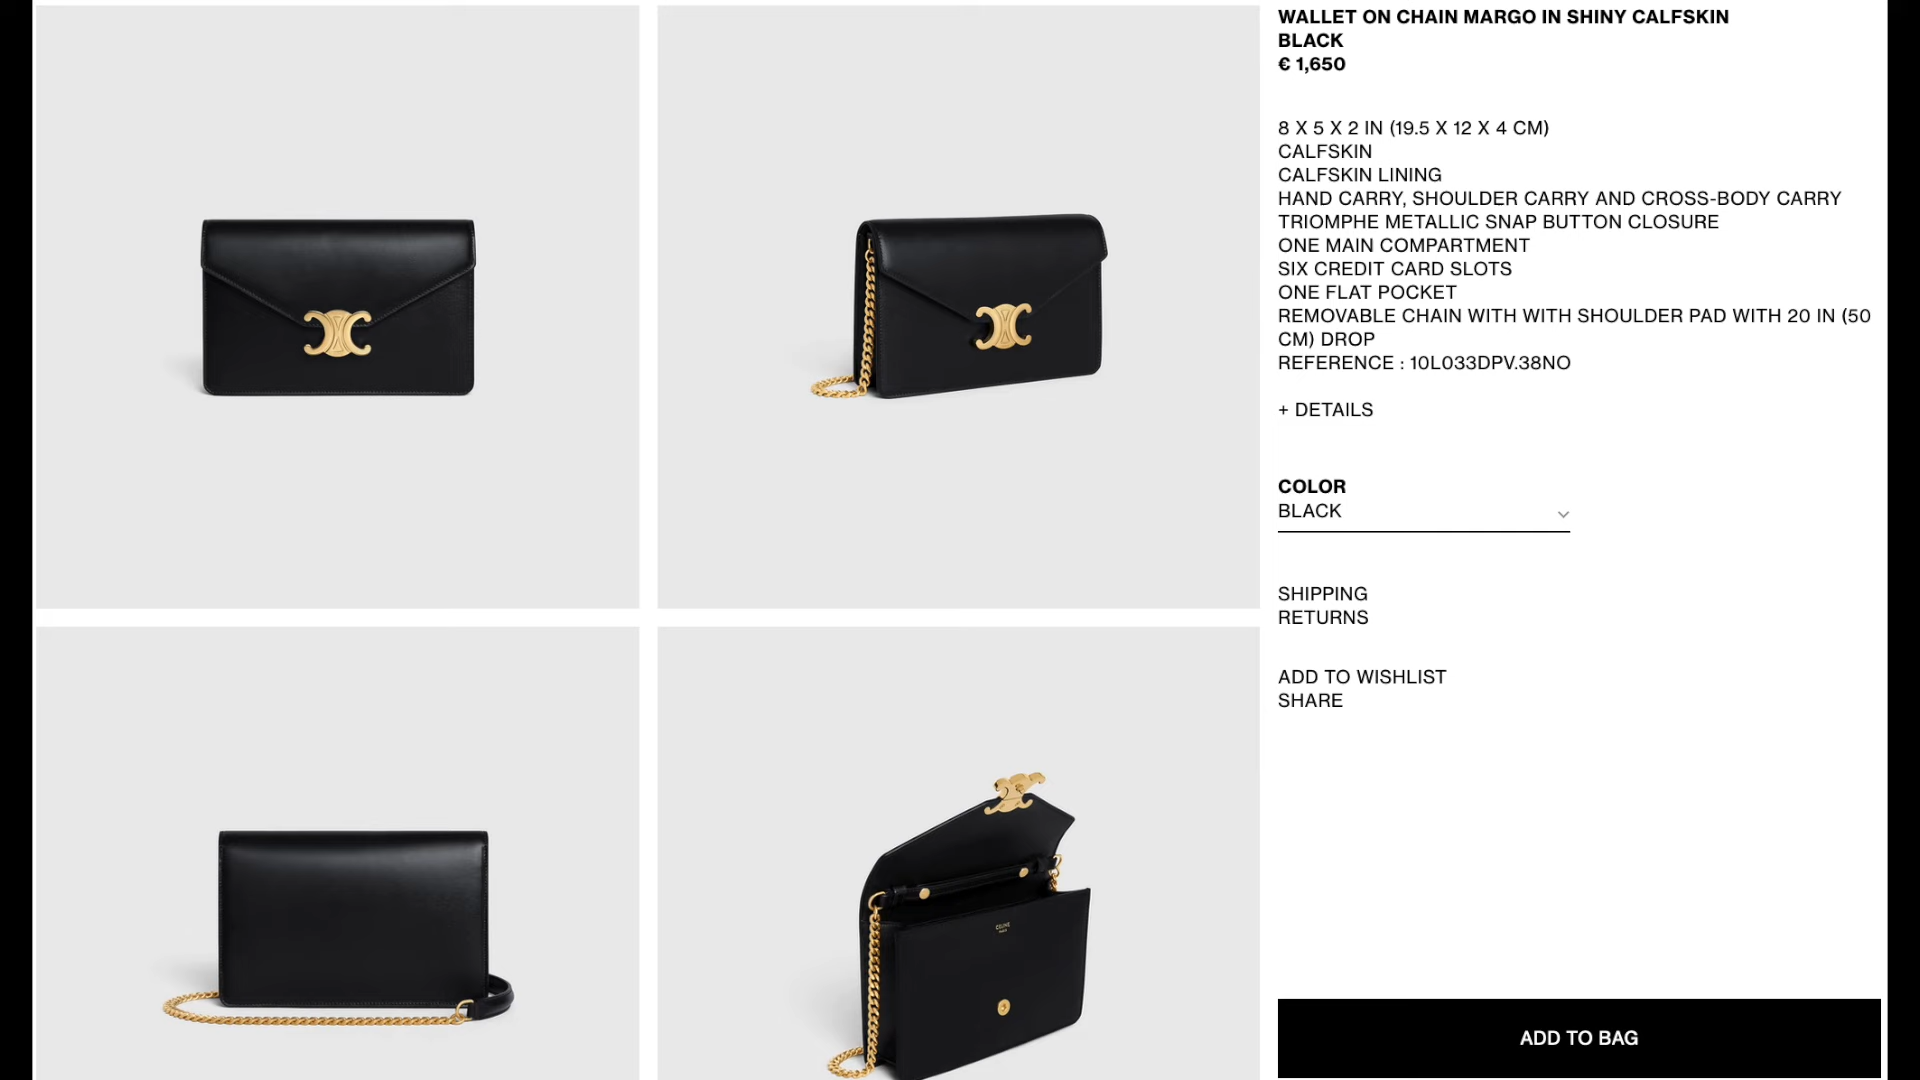 WALLET ON CHAIN MARGO IN SHINY CALFSKIN
BLACK
€ 1,650
8 X 5 X 2 IN (19.5 X 12 X 4 CM)
CALFSKIN
CALFSKIN LINING
HAND CARRY, SHOULDER CARRY AND CROSS-BODY CARRY
TRIOMPHE METALLIC SNAP BUTTON CLOSURE
ONE MAIN COMPARTMENT
SIX CREDIT CARD SLOTS
ONE FLAT POCKET
REMOVABLE CHAIN WITH WITH SHOULDER PAD WITH 20 IN (50
CM) DROP
REFERENCE : 10L033DPV.38NO
+ DETAILS
COLOR
BLACK
SHIPPING
RETURNS
ADD TO WISHLIST
SHARE
CELINE
PARIS
ADD TO BAG